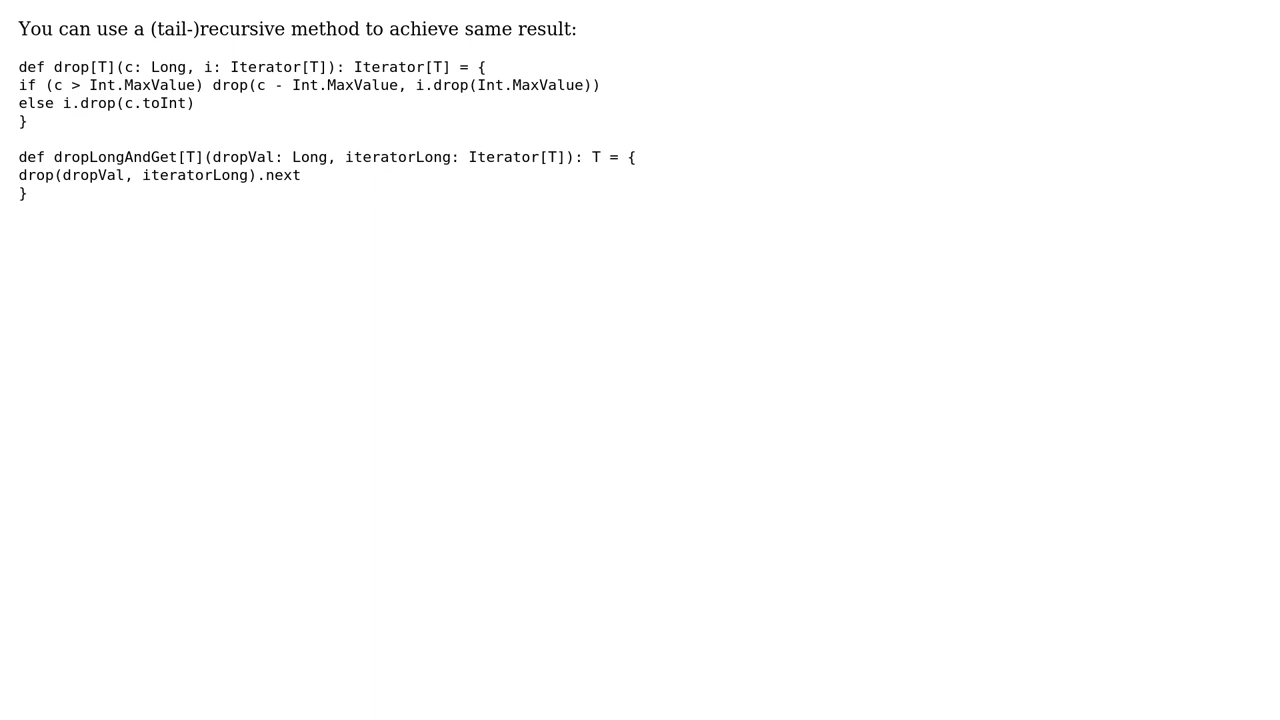 You can use a (tail-)recursive method to achieve same result:
def drop[T](c: Long, i: Iterator[T]): Iterator[T] = {
if (c > Int.MaxValue) drop(c - Int.MaxValue, i.drop(Int.MaxValue))
else i.drop(c.toInt)
}
def dropLongAndGet[T](dropVal: Long, iteratorLong: Iterator[T]): T = {
drop(dropVal, iteratorLong).next
}